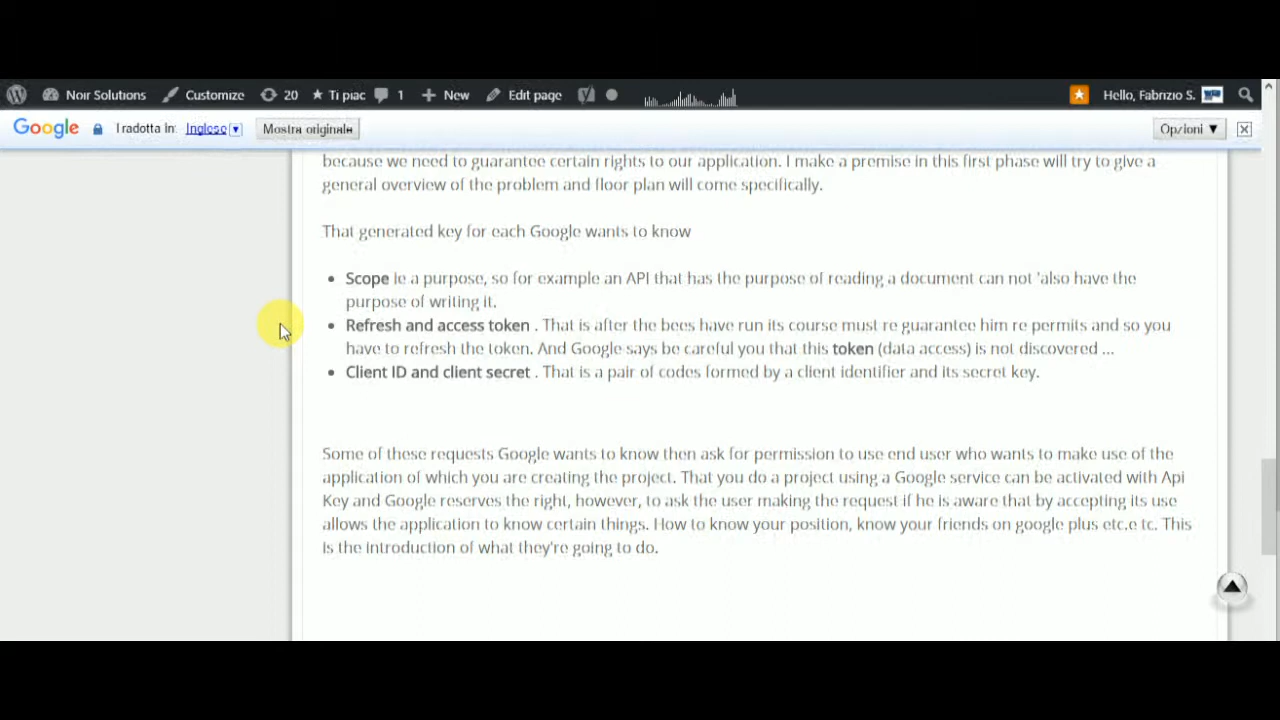 Noir Solutions Customize 20 Ti piac 1 New Edit page Hello, Fabrizio S.
Google Tradotto in: Inglese Mostra originale Opzioni ▼
because we need to guarantee certain rights to our application. I make a premise in this first phase will try to give a
general overview of the problem and floor plan will come specifically.
That generated key for each Google wants to know
• Scope ie a purpose, so for example an API that has the purpose of reading a document can not 'also have the
purpose of writing it.
• Refresh and access token . That is after the bees have run its course must re guarantee him re permits and so you
have to refresh the token. And Google says be careful you that this token (data access) is not discovered ...
• Client ID and client secret . That is a pair of codes formed by a client identifier and its secret key.
Some of these requests Google wants to know then ask for permission to use end user who wants to make use of the
application of which you are creating the project. That you do a project using a Google service can be activated with Api
Key and Google reserves the right, however, to ask the user making the request if he is aware that by accepting its use
allows the application to know certain things. How to know your position, know your friends on google plus etc.e tc. This
is the introduction of what they're going to do.